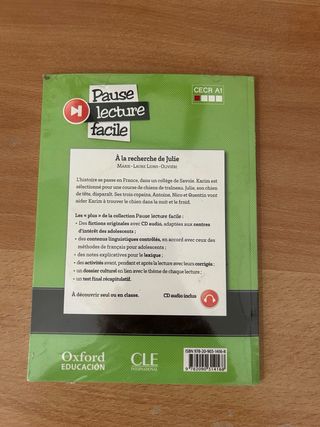 Pause
lecture
facile
CECR A1
À la recherche de Julie
Marie-Laure Lions-Olivieri
L'histoire se passe en France, dans un collège de Savoie. Karim est
sélectionné pour une course de chiens de traîneau. Julie, son chien
de tête, disparaît. Ses trois copains, Antoine, Nico et Quentin vont
aider Karim à trouver le chien dans la nuit et le froid.
Les « plus » de la collection Pause lecture facile :
• Des fictions originales avec CD audio, adaptées aux centres
d'intérêt des adolescents ;
• des contenus linguistiques contrôlés, en accord avec ceux des
méthodes de français pour adolescents ;
• des notes explicatives pour le lexique ;
• des activités avant, pendant et après la lecture avec leurs corrigés ;
• un dossier culturel en lien avec le thème de chaque lecture ;
• un test final récapitulatif.
À découvrir seul ou en classe.
CD audio inclus
Oxford
EDUCACIÓN
CLE
INTERNATIONAL
ISBN 978-20-903-1416-8
9782090314168